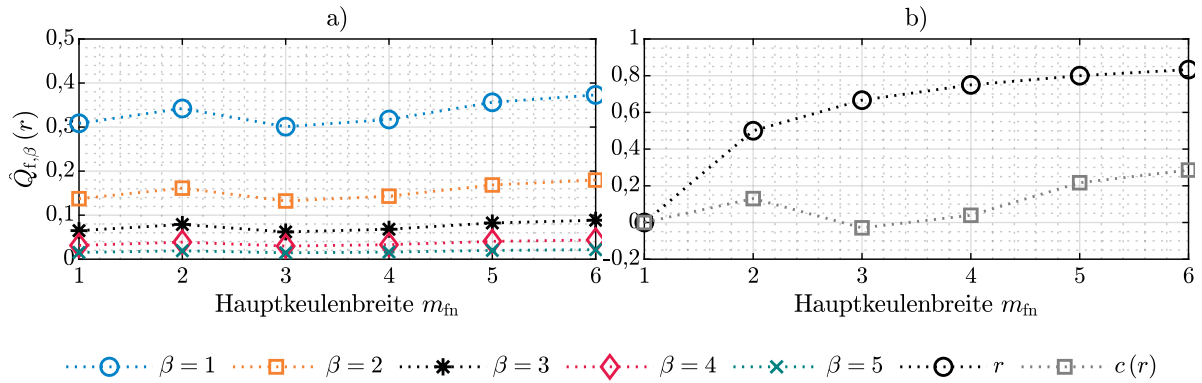 a)
0,5
0,4
0,3
0,2
0,1
0
1 2 3 4 5 6
Q̂f,β (r)
Hauptkeulenbreite mfn
b)
1
0,8
0,6
0,4
0,2
0
-0,2
1 2 3 4 5 6
Hauptkeulenbreite mfn
β = 1 β = 2 β = 3 β = 4 β = 5 r c (r)